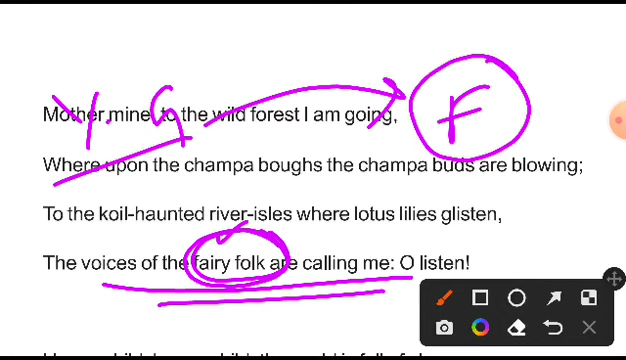 Y. G F
Mother mine, to the wild forest I am going,
Where upon the champa boughs the champa buds are blowing;
To the koil-haunted river-isles where lotus lilies glisten,
The voices of the fairy folk are calling me: O listen!